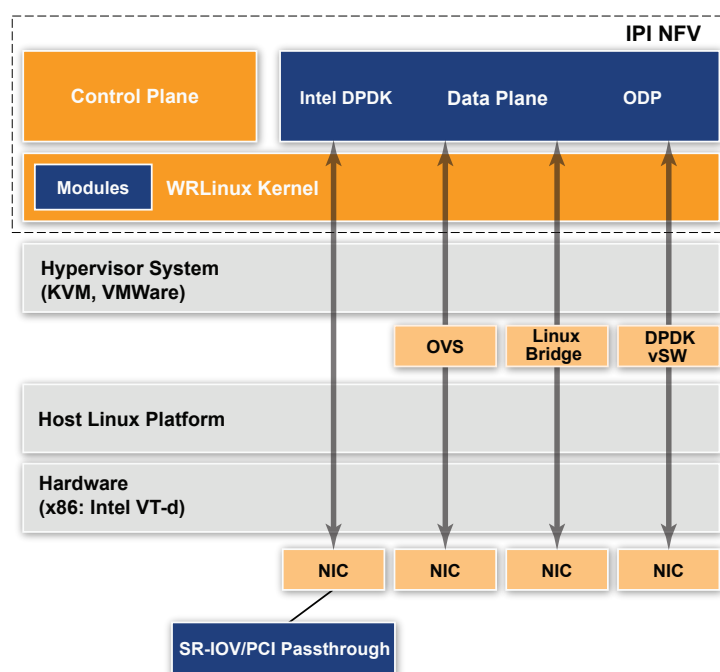 IPI NFV
Control Plane
Intel DPDK
Data Plane
ODP
Modules
WRLinux Kernel
Hypervisor System
(KVM, VMWare)
OVS
Linux
Bridge
DPDK
vSW
Host Linux Platform
Hardware
(x86: Intel VT-d)
NIC
NIC
NIC
NIC
SR-IOV/PCI Passthrough